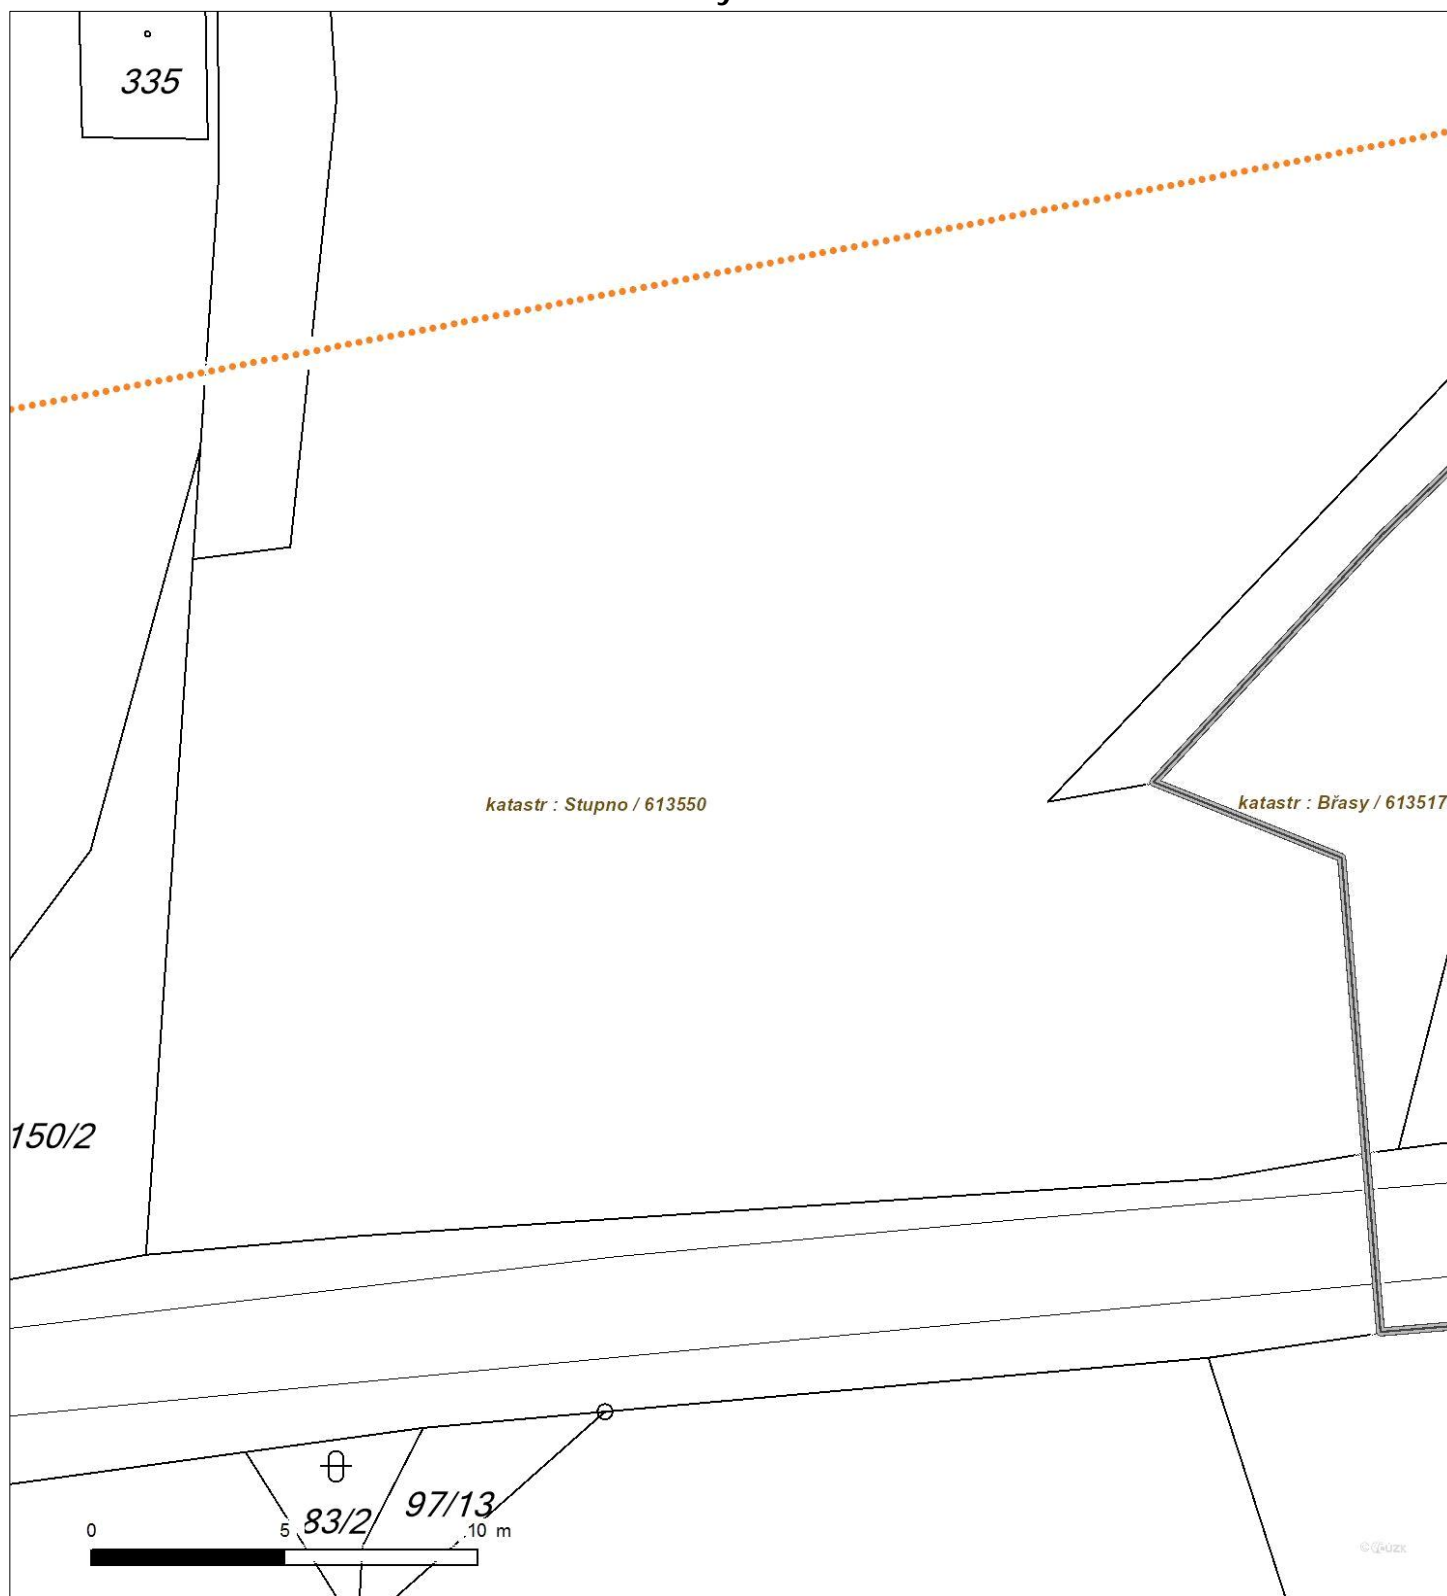 335
katastr : Stupno / 613550
katastr : Břasy / 613517
150/2
97/13
83/2
0 5 10 m